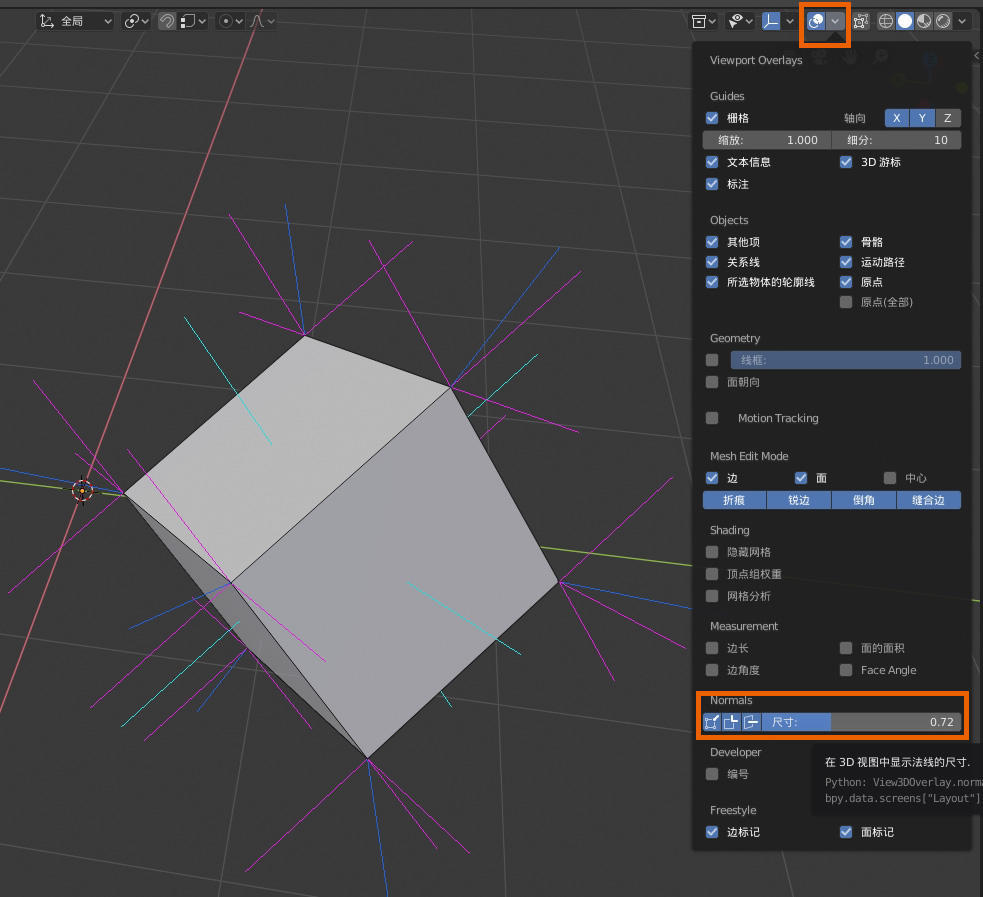 全局
Viewport Overlays
Guides
栅格 轴向 X Y Z
缩放: 1.000 细分: 10
文本信息 3D 游标
标注
Objects
其他项 骨骼
关系线 运动路径
所选物体的轮廓线 原点
原点(全部)
Geometry
线框: 1.000
面朝向
Motion Tracking
Mesh Edit Mode
边 面 中心
折痕 锐边 倒角 缝合边
Shading
隐藏网格
顶点组权重
网格分析
Measurement
边长 面的面积
边角度 Face Angle
Normals
尺寸: 0.72
Developer
编号
在 3D 视图中显示法线的尺寸.
Python: View3DOverlay.norma
bpy.data.screens["Layout"]
Freestyle
边标记 面标记